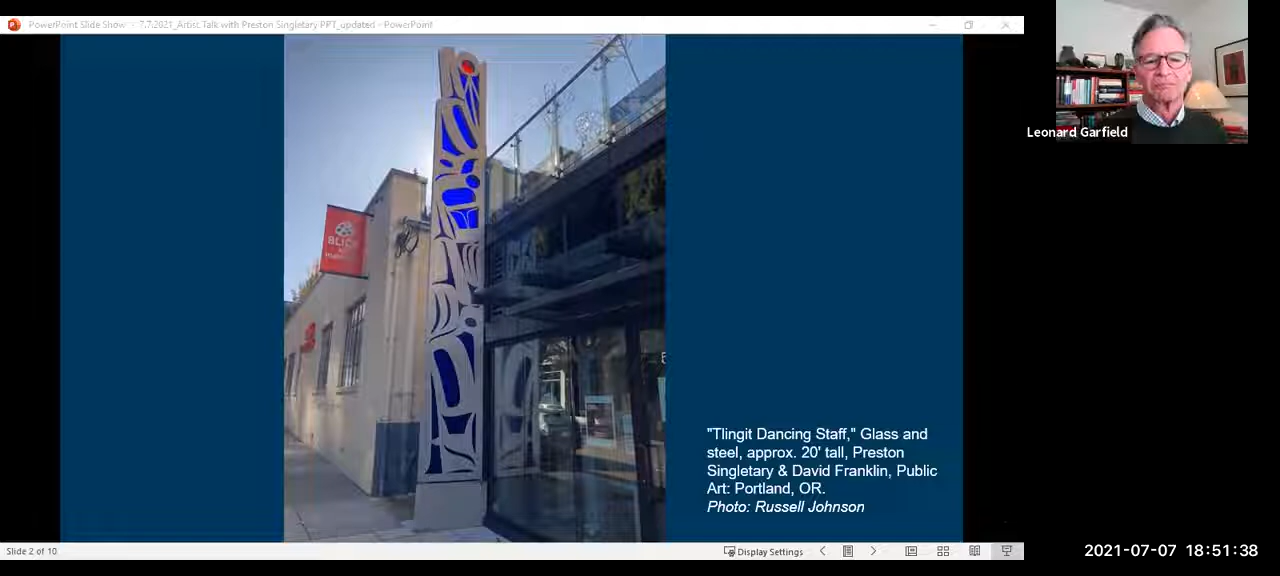 PowerPoint Slide Show - 7.7.2021_Artist Talk with Preston Singletary PPT_updated - PowerPoint
Leonard Garfield
BLICK
"Tlingit Dancing Staff," Glass and
steel, approx. 20' tall, Preston
Singletary & David Franklin, Public
Art: Portland, OR.
Photo: Russell Johnson
Slide 2 of 10
Display Settings
2021-07-07 18:51:38